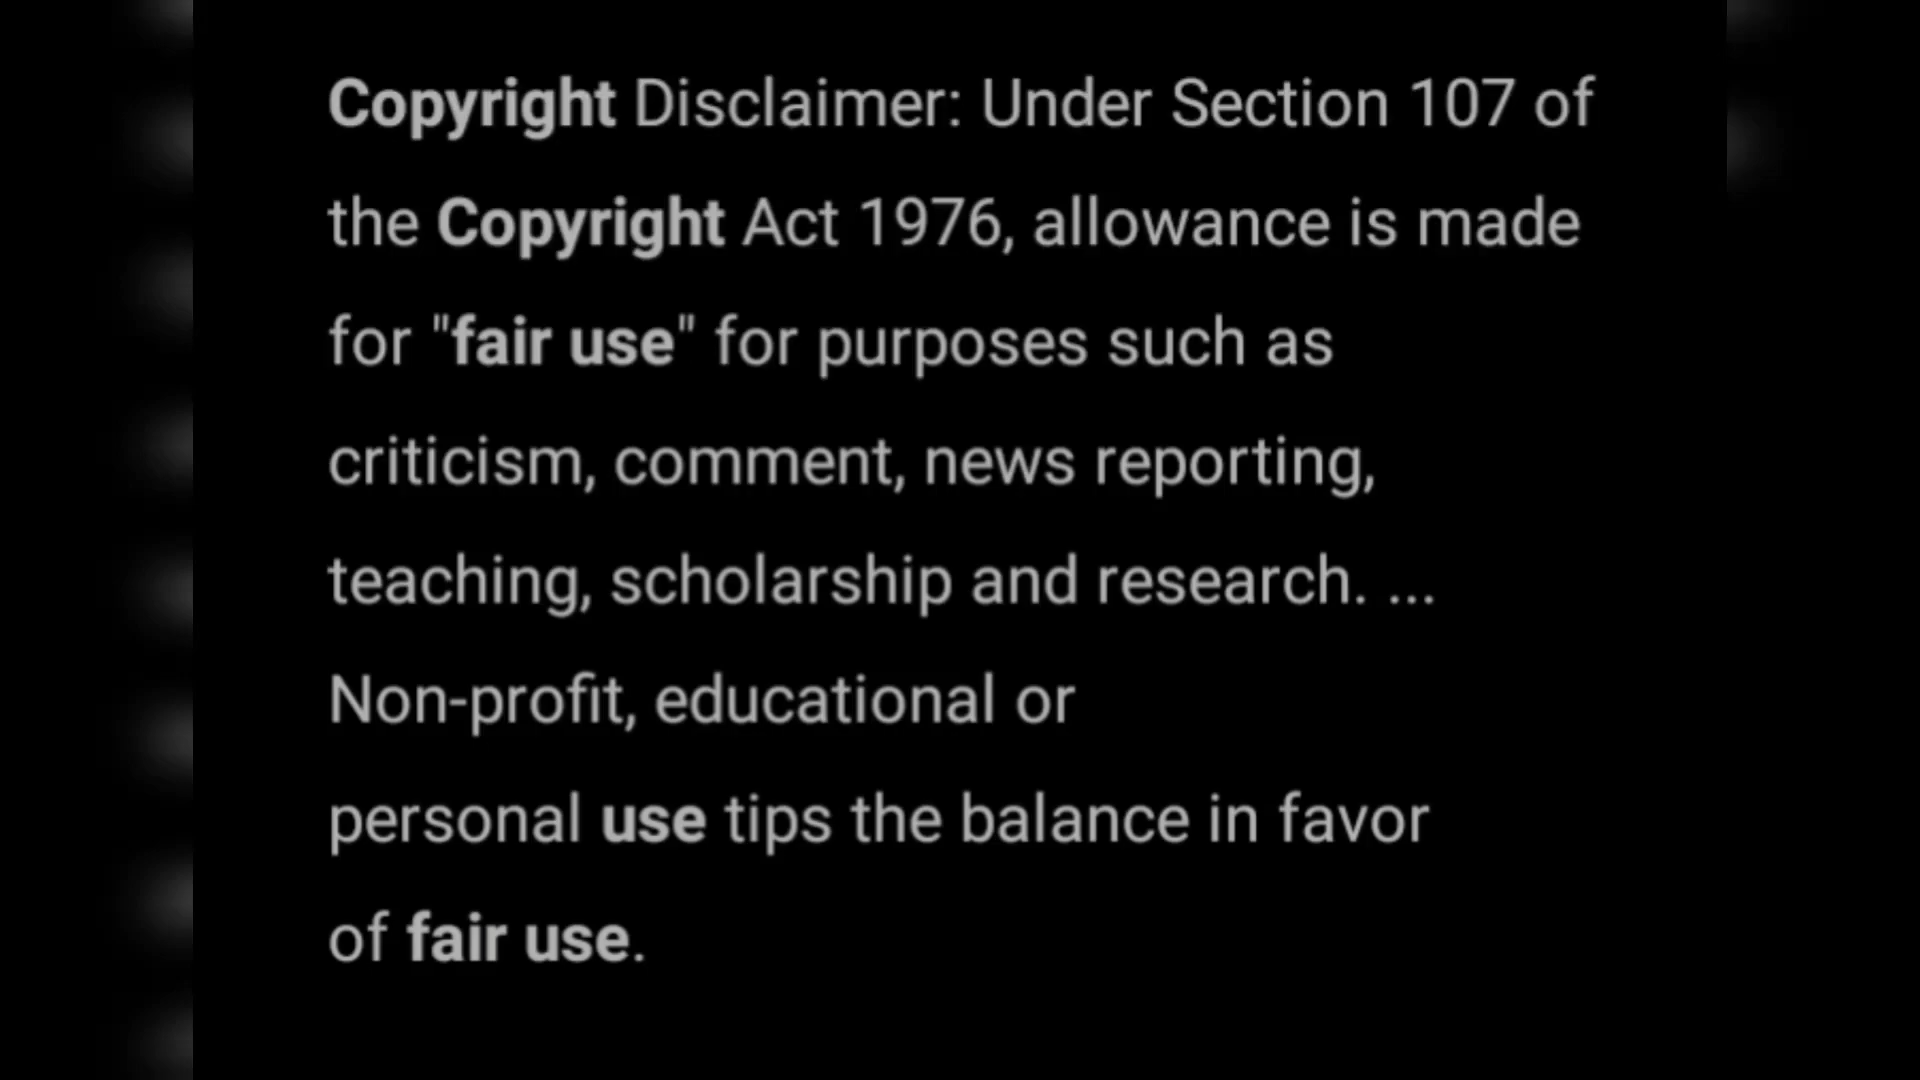 Copyright Disclaimer: Under Section 107 of
the Copyright Act 1976, allowance is made
for "fair use" for purposes such as
criticism, comment, news reporting,
teaching, scholarship and research. ...
Non-profit, educational or
personal use tips the balance in favor
of fair use.